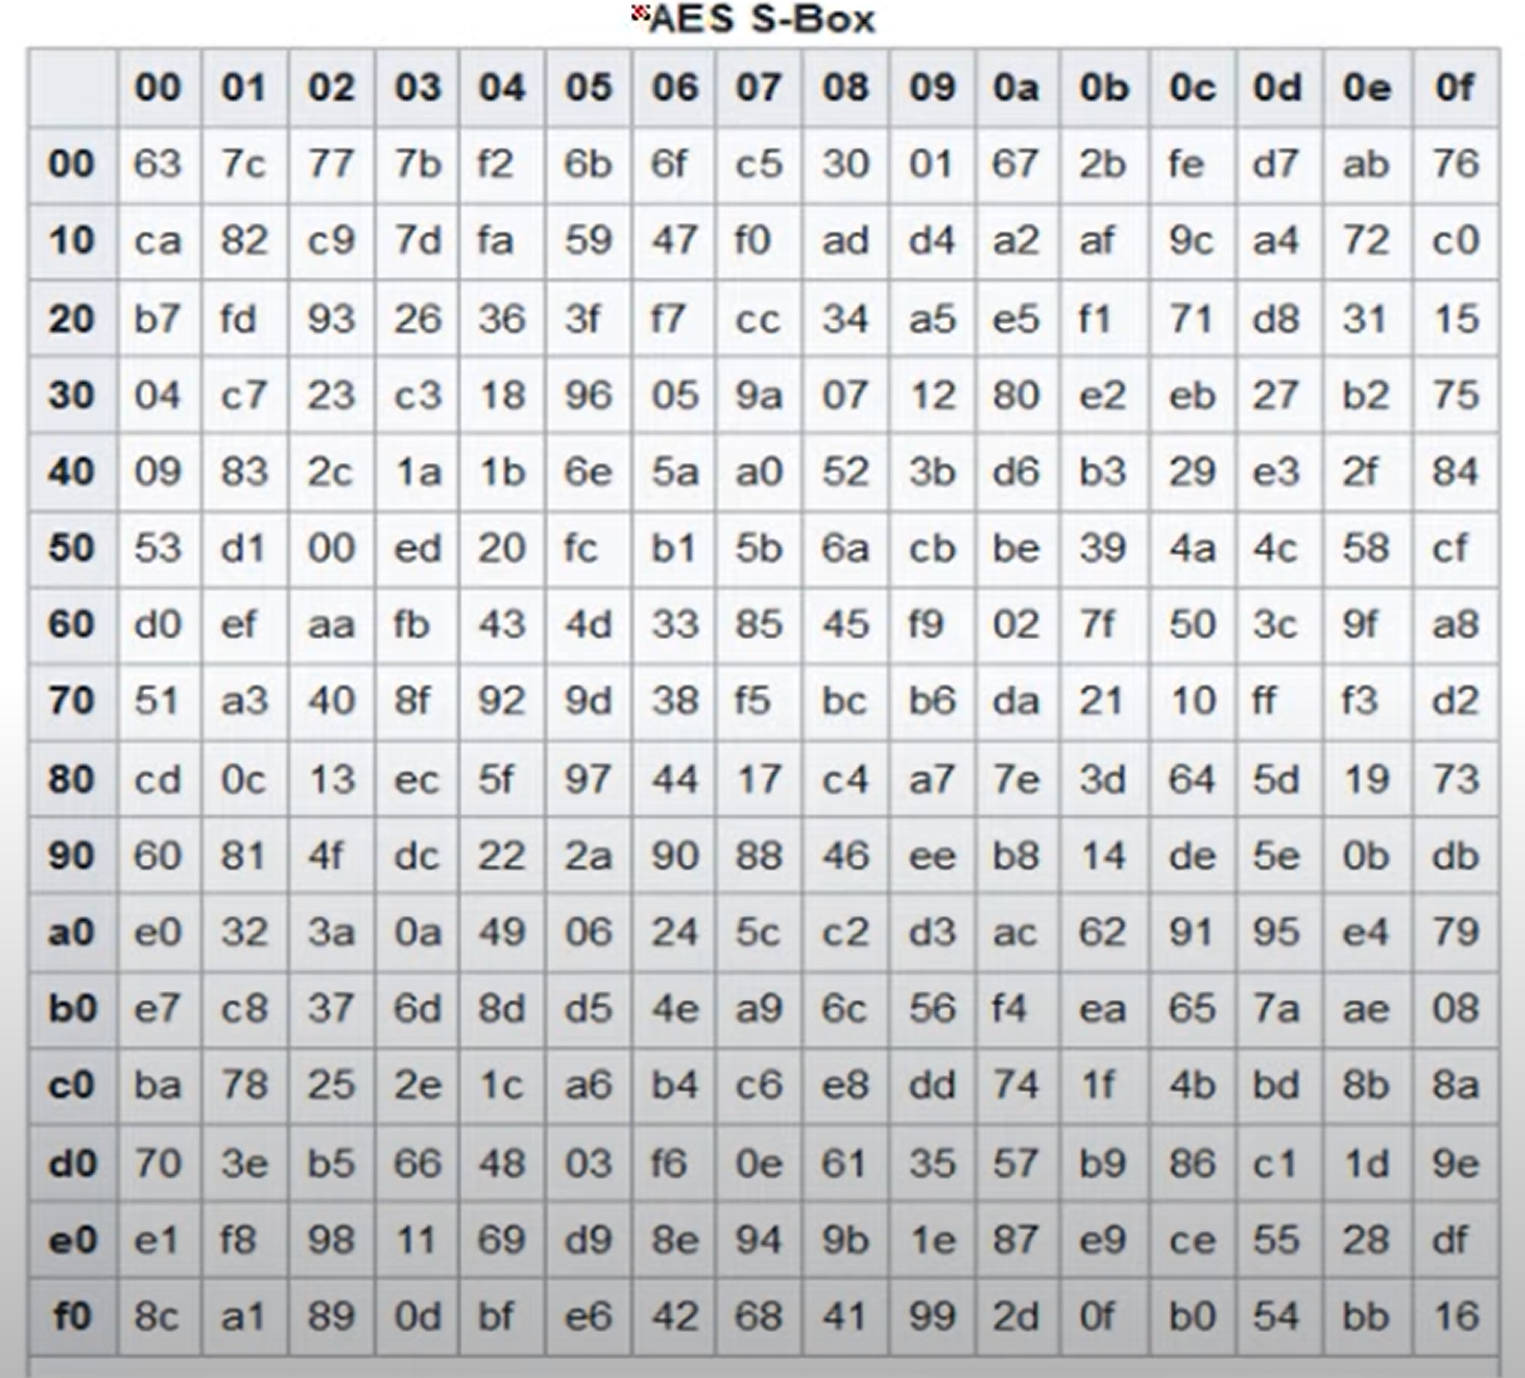 AES S-Box
00 01 02 03 04 05 06 07 08 09 0a 0b 0c 0d 0e 0f
00 63 7c 77 7b f2 6b 6f c5 30 01 67 2b fe d7 ab 76
10 ca 82 c9 7d fa 59 47 f0 ad d4 a2 af 9c a4 72 c0
20 b7 fd 93 26 36 3f f7 cc 34 a5 e5 f1 71 d8 31 15
30 04 c7 23 c3 18 96 05 9a 07 12 80 e2 eb 27 b2 75
40 09 83 2c 1a 1b 6e 5a a0 52 3b d6 b3 29 e3 2f 84
50 53 d1 00 ed 20 fc b1 5b 6a cb be 39 4a 4c 58 cf
60 d0 ef aa fb 43 4d 33 85 45 f9 02 7f 50 3c 9f a8
70 51 a3 40 8f 92 9d 38 f5 bc b6 da 21 10 ff f3 d2
80 cd 0c 13 ec 5f 97 44 17 c4 a7 7e 3d 64 5d 19 73
90 60 81 4f dc 22 2a 90 88 46 ee b8 14 de 5e 0b db
a0 e0 32 3a 0a 49 06 24 5c c2 d3 ac 62 91 95 e4 79
b0 e7 c8 37 6d 8d d5 4e a9 6c 56 f4 ea 65 7a ae 08
c0 ba 78 25 2e 1c a6 b4 c6 e8 dd 74 1f 4b bd 8b 8a
d0 70 3e b5 66 48 03 f6 0e 61 35 57 b9 86 c1 1d 9e
e0 e1 f8 98 11 69 d9 8e 94 9b 1e 87 e9 ce 55 28 df
f0 8c a1 89 0d bf e6 42 68 41 99 2d 0f b0 54 bb 16